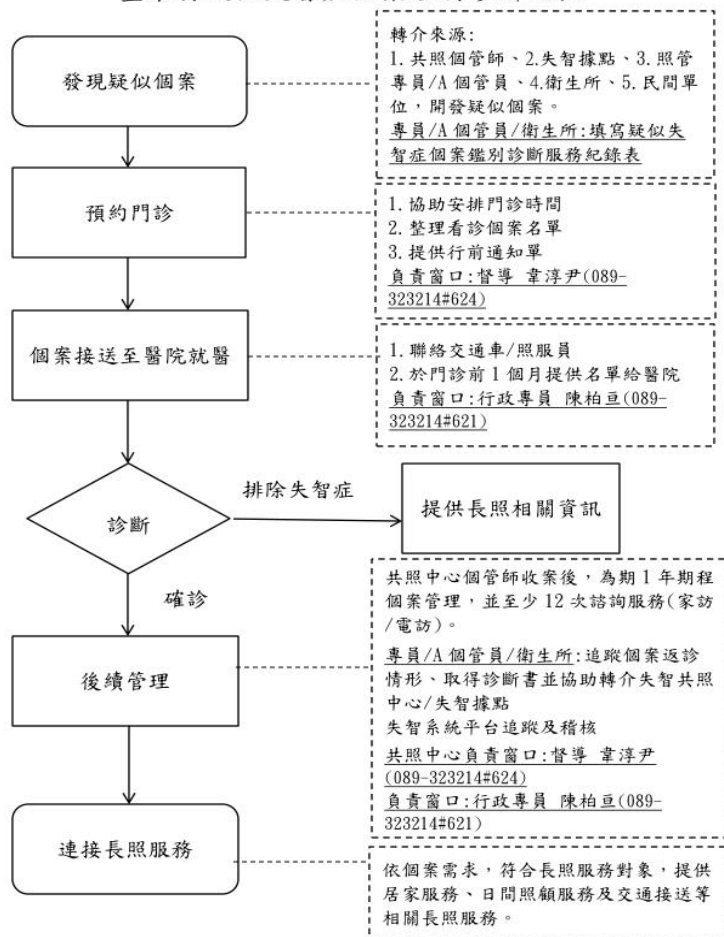 發現疑似個案
轉介來源:
1.共照個管師、2.失智據點、3.照管
專員/A個管員、4.衛生所、5.民間單
位，開發疑似個案。
專員/A個管員/衛生所:填寫疑似失
智症個案鑑別診斷服務紀錄表
預約門診
1.協助安排門診時間
2.整理看診個案名單
3.提供行前通知單
負責窗口:督導 韋淳尹(089-
323214#624)
個案接送至醫院就醫
1.聯絡交通車/照服員
2.於門診前1個月提供名單給醫院
負責窗口:行政專員 陳柏亘(089-
323214#621)
診斷
排除失智症
提供長照相關資訊
確診
後續管理
共照中心個管師收案後，為期1年期程
個案管理，並至少12次諮詢服務(家訪
/電訪)。
專員/A個管員/衛生所:追蹤個案返診
情形、取得診斷書並協助轉介失智共照
中心/失智據點
失智系統平台追蹤及稽核
共照中心負責窗口:督導 韋淳尹
(089-323214#624)
負責窗口:行政專員 陳柏亘(089-
323214#621)
連接長照服務
依個案需求，符合長照服務對象，提供
居家服務、日間照顧服務及交通接送等
相關長照服務。